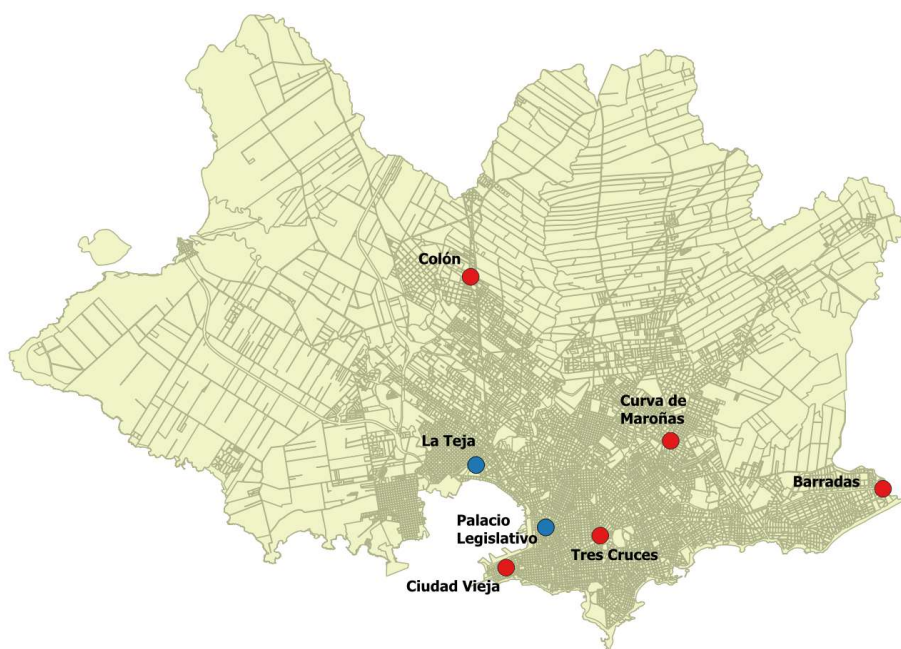 Colón
Curva de
Maroñas
La Teja
Barradas
Palacio
Legislativo
Tres Cruces
Ciudad Vieja